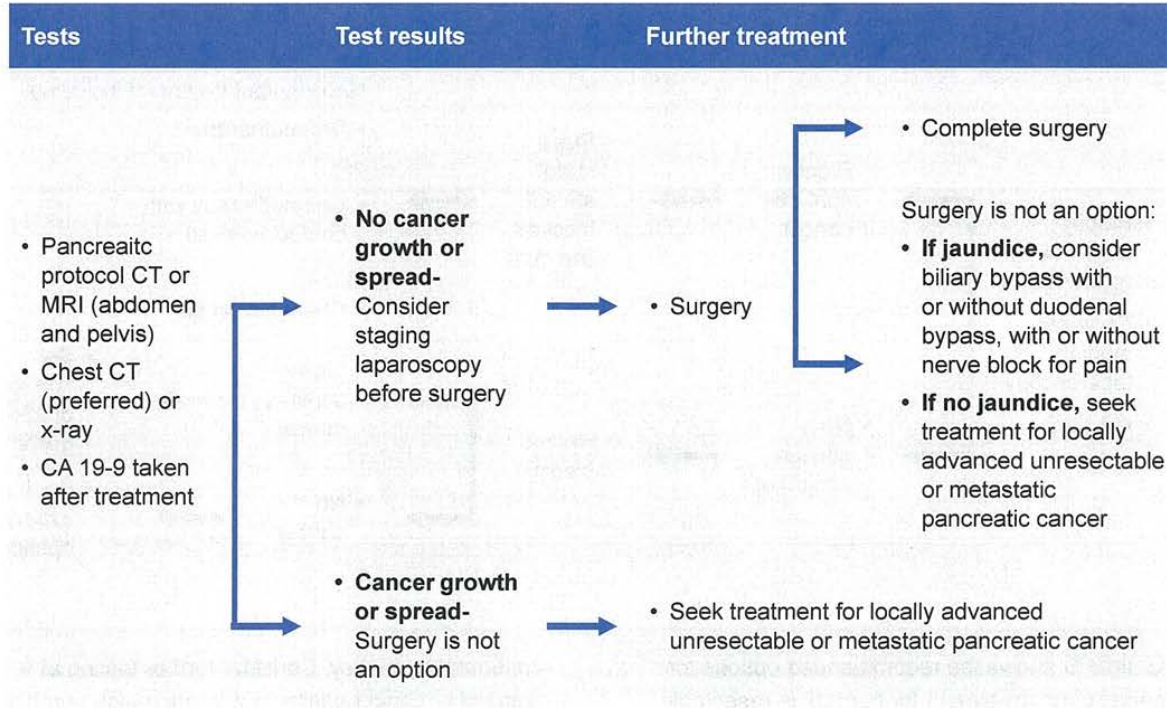 Tests
Test results
Further treatment
• Pancreaitc
protocol CT or
MRI (abdomen
and pelvis)
• Chest CT
(preferred) or
x-ray
• CA 19-9 taken
after treatment
• No cancer
growth or
spread-
Consider
staging
laparoscopy
before surgery
• Surgery
• Complete surgery
Surgery is not an option:
• If jaundice, consider
biliary bypass with
or without duodenal
bypass, with or without
nerve block for pain
• If no jaundice, seek
treatment for locally
advanced unresectable
or metastatic
pancreatic cancer
• Cancer growth
or spread-
Surgery is not
an option
• Seek treatment for locally advanced
unresectable or metastatic pancreatic cancer